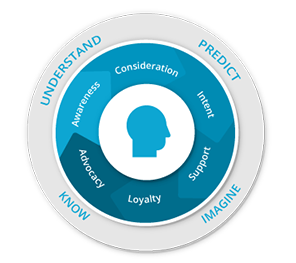 UNDERSTAND
PREDICT
IMAGINE
KNOW
Awareness
Consideration
Intent
Support
Loyalty
Advocacy